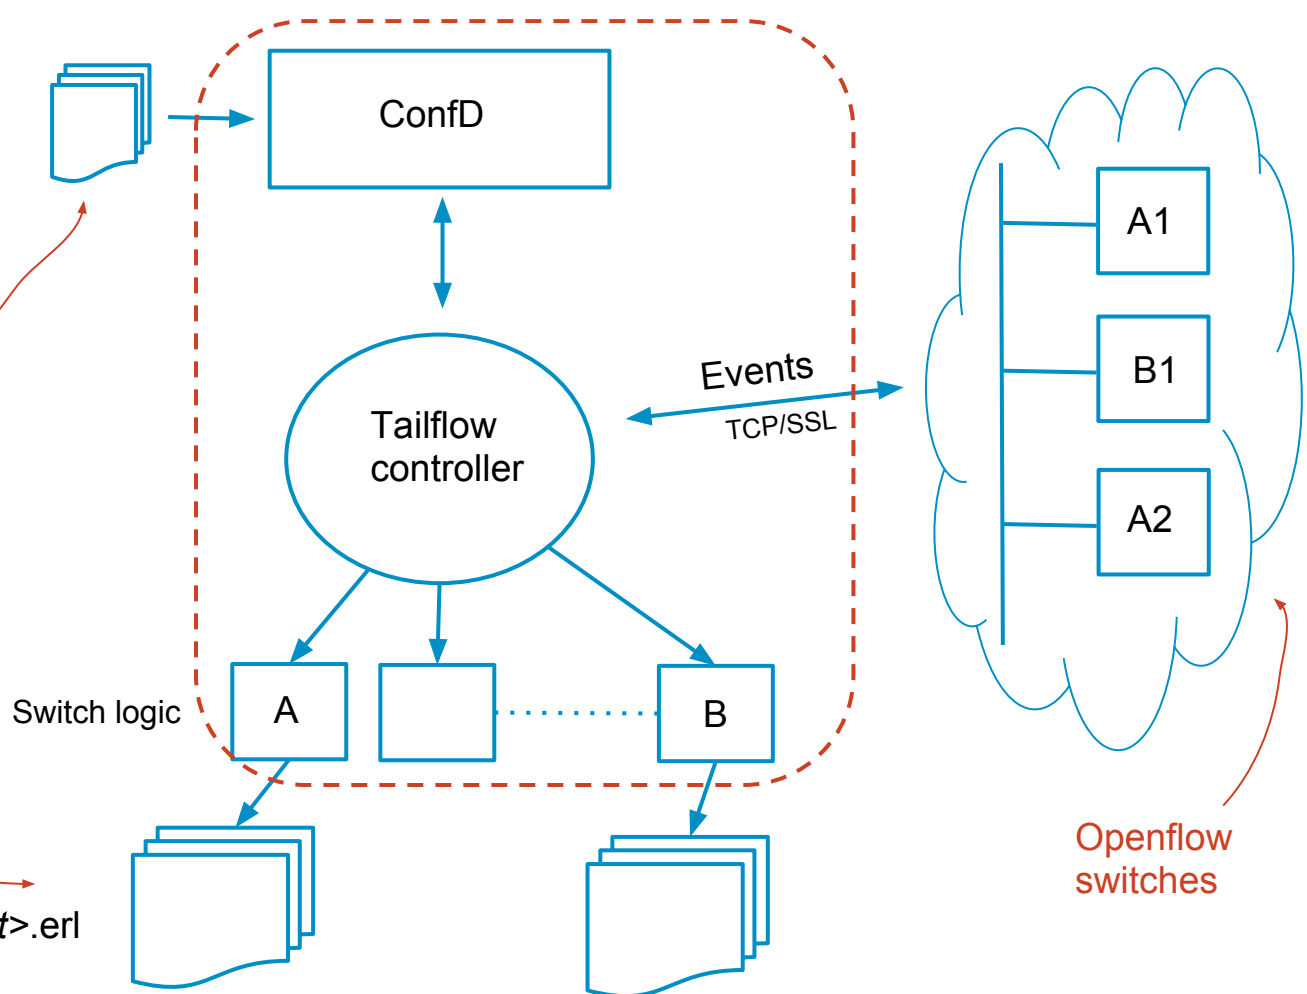 ConfD
A1
Events
TCP/SSL
B1
Tailflow
controller
A2
Switch logic
A
B
Openflow
switches
t>.erl